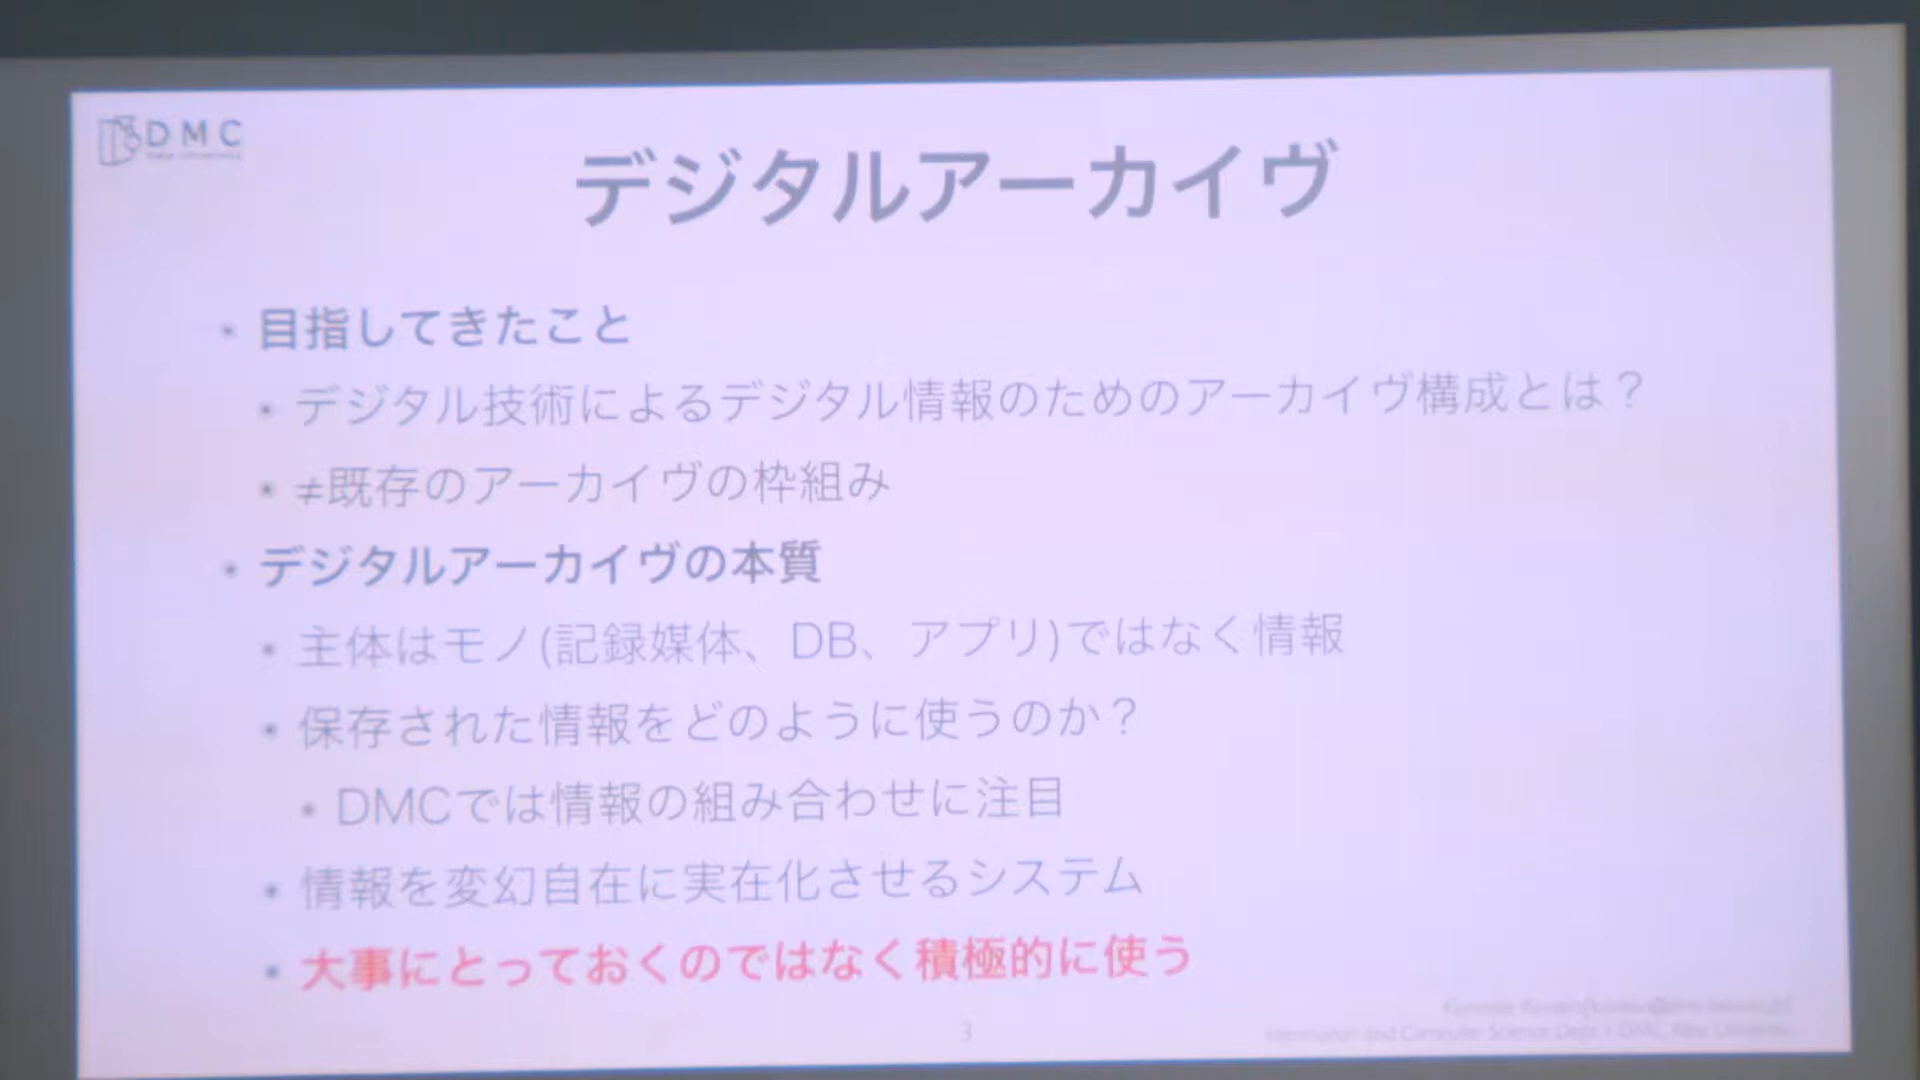 DMC
デジタルアーカイヴ
• 目指してきたこと
• デジタル技術によるデジタル情報のためのアーカイヴ構成とは？
• ≠既存のアーカイヴの枠組み
• デジタルアーカイヴの本質
• 主体はモノ(記録媒体、DB、アプリ)ではなく情報
• 保存された情報をどのように使うのか？
• DMCでは情報の組み合わせに注目
• 情報を変幻自在に実在化させるシステム
• 大事にとっておくのではなく積極的に使う
Information and Computer Science Dept. / DMC, Keio University
3